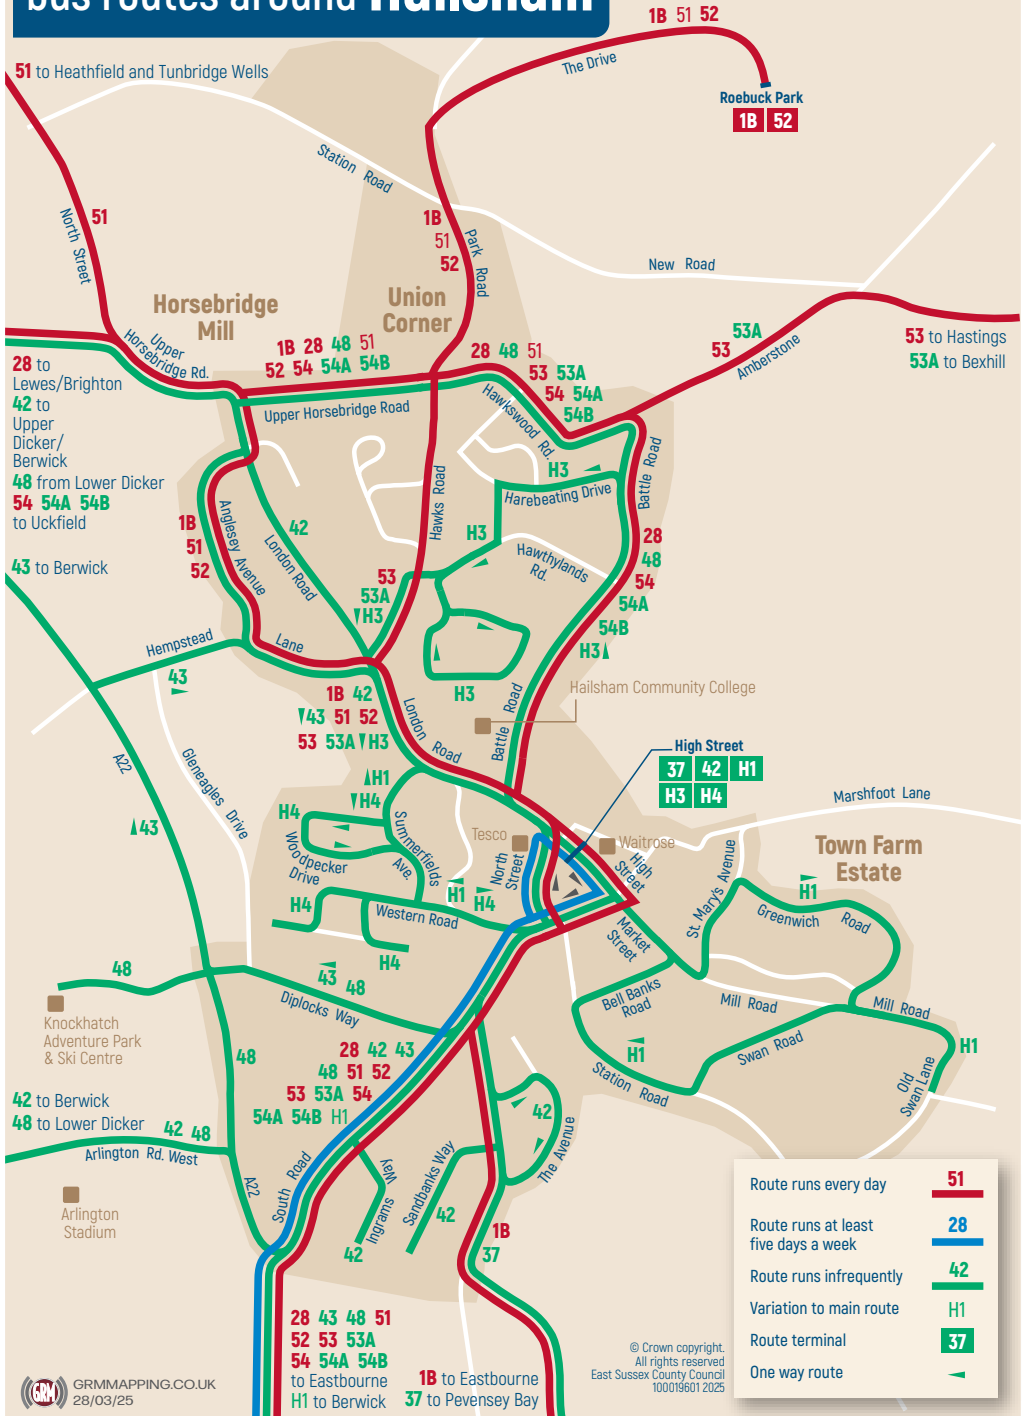 bus routes around Hailsham
1B 51 52
The Drive
51 to Heathfield and Tunbridge Wells
Roebuck Park
1B 52
Station Road
North Street
51
1B
51
52
Park Road
New Road
Horsebridge
Mill
Union
Corner
53A
53
Amberstone
53 to Hastings
53A to Bexhill
Upper
Horsebridge Rd.
1B 28 48 51
52 54 54A 54B
28 48 51
53 53A
54 54A
54B
28 to
Lewes/Brighton
42 to
Upper
Dicker/
Berwick
48 from Lower Dicker
54 54A 54B
to Uckfield
Upper Horsebridge Road
Hawkswood Rd.
H3
Harebeating Drive
Battle Road
Hawks Road
1B
51
52
Anglesey Avenue
42
London Road
H3
Hawthylands
Rd.
28
48
54
54A
54B
H3
43 to Berwick
53
53A
H3
Hempstead
Lane
43
H3
Hailsham Community College
1B 42
43 51 52
53 53A H3
London Road
Battle Road
High Street
37 42 H1
H3 H4
A22
Gleneagles Drive
43
H1
H4
H4
Woodpecker
Drive
Summerfields
Ave.
Tesco
Waitrose
North
Street
High
Street
Marshfoot Lane
Town Farm
Estate
St. Mary's Avenue
H1
Greenwich Road
H1
H4
H4
Western Road
H4
Market
Street
48
43 48
Diplocks Way
Knockhatch
Adventure Park
& Ski Centre
Bell Banks
Road
Mill Road
Mill Road
Swan Road
H1
Station Road
H1
Old
Swan Lane
48
28 42 43
48 51 52
53 53A 54
54A 54B H1
42 to Berwick
48 to Lower Dicker
42 48
Arlington Rd. West
42
The Avenue
A22
South Road
Ingrams Way
Sandbanks Way
42
42
Arlington
Stadium
1B
37
Route runs every day 51
Route runs at least
five days a week 28
Route runs infrequently 42
Variation to main route H1
Route terminal 37
One way route
28 43 48 51
52 53 53A
54 54A 54B
to Eastbourne
H1 to Berwick
1B to Eastbourne
37 to Pevensey Bay
© Crown copyright.
All rights reserved
East Sussex County Council
100019601 2025
GRM
GRMMAPPING.CO.UK
28/03/25